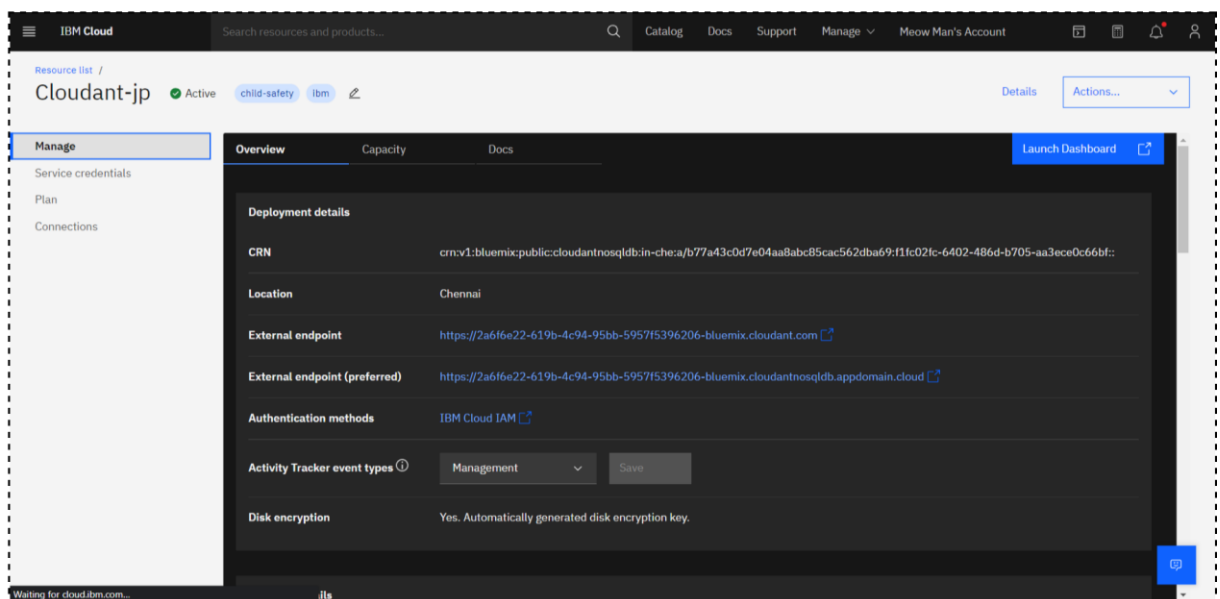 IBM Cloud Search resources and products... Catalog Docs Support Manage Meow Man's Account
Resource list /
Cloudant-jp Active child-safety ibm Details Actions...
Manage
Service credentials
Plan
Connections
Overview Capacity Docs Launch Dashboard
Deployment details
CRN crn:v1:bluemix:public:cloudantnosqldb:in-che:a/b77a43c0d7e04aa8abc85cac562dba69:f1fc02fc-6402-486d-b705-aa3ece0c66bf::
Location Chennai
External endpoint https://2a6f6e22-619b-4c94-95bb-5957f5396206-bluemix.cloudant.com
External endpoint (preferred) https://2a6f6e22-619b-4c94-95bb-5957f5396206-bluemix.cloudantnosqldb.appdomain.cloud
Authentication methods IBM Cloud IAM
Activity Tracker event types Management Save
Disk encryption Yes. Automatically generated disk encryption key.
Waiting for cloud.ibm.com...